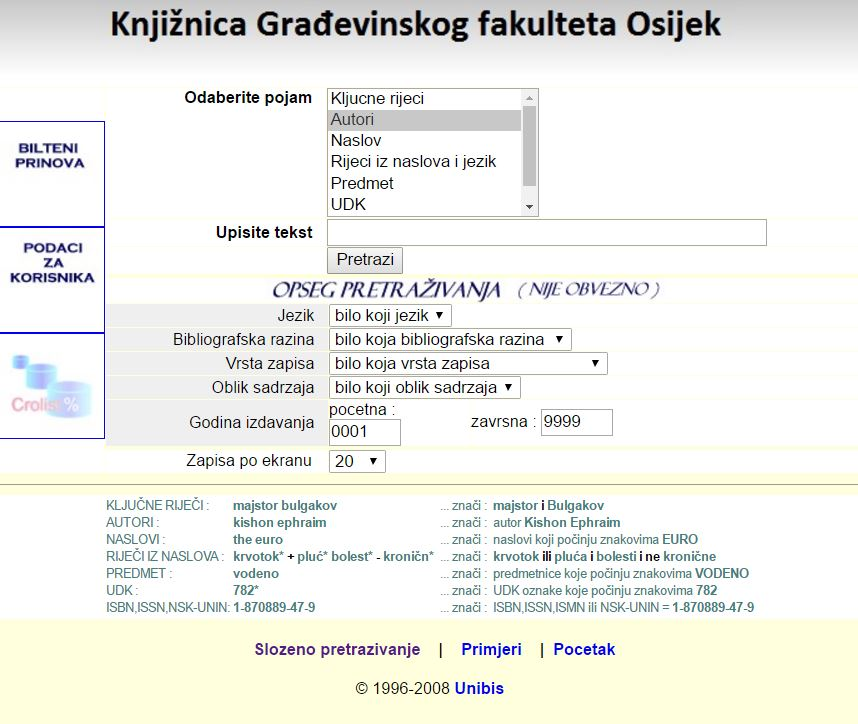 Knjižnica Građevinskog fakulteta Osijek
BILTENI
PRINOVA
PODACI
ZA
KORISNIKA
Crolist %
Odaberite pojam
Kljucne rijeci
Autori
Naslov
Rijeci iz naslova i jezik
Predmet
UDK
Upisite tekst
Pretrazi
OPSEG PRETRAŽIVANJA ( NIJE OBVEZNO )
Jezik bilo koji jezik
Bibliografska razina bilo koja bibliografska razina
Vrsta zapisa bilo koja vrsta zapisa
Oblik sadrzaja bilo koji oblik sadrzaja
Godina izdavanja pocetna : 0001 zavrsna : 9999
Zapisa po ekranu 20
KLJUČNE RIJEČI : majstor bulgakov ... znači : majstor i Bulgakov
AUTORI : kishon ephraim ... znači : autor Kishon Ephraim
NASLOVI : the euro ... znači : naslovi koji počinju znakovima EURO
RIJEČI IZ NASLOVA : krvotok* + pluć* bolest* - kroničn* ... znači : krvotok ili pluća i bolesti i ne kronične
PREDMET : vodeno ... znači : predmetnice koje počinju znakovima VODENO
UDK : 782* ... znači : UDK oznake koje počinju znakovima 782
ISBN,ISSN,NSK-UNIN: 1-870889-47-9 ... znači : ISBN,ISSN,ISMN ili NSK-UNIN = 1-870889-47-9
Slozeno pretrazivanje | Primjeri | Pocetak
© 1996-2008 Unibis